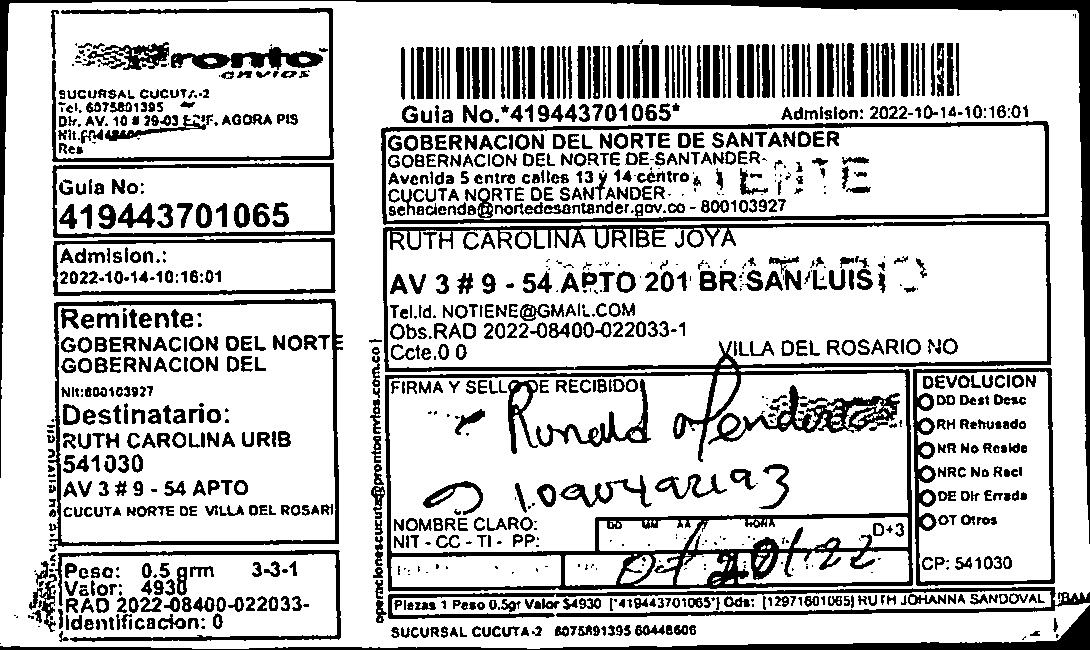 Pronto
envios
SUCURSAL CUCUTA-2
Tel. 6075891395
Dir. AV. 10 # 29-03 EDIF. AGORA PIS
Nit.
Res
Guia No:
419443701065
Admision.:
2022-10-14-10:16:01
Remitente:
GOBERNACION DEL NORTE
GOBERNACION DEL
Nit:800103927
Destinatario:
RUTH CAROLINA URIB
541030
AV 3 # 9 - 54 APTO
CUCUTA NORTE DE VILLA DEL ROSARI
Peso: 0.5 grm 3-3-1
Valor: 4930
RAD 2022-08400-022033-
Identificacion: 0
Guia No.*419443701065*
Admision: 2022-10-14-10:16:01
GOBERNACION DEL NORTE DE SANTANDER
GOBERNACION DEL NORTE DE SANTANDER-
Avenida 5 entre calles 13 y 14 centro
CUCUTA NORTE DE SANTANDER-
sehacienda@nortedesantander.gov.co - 800103927
RUTH CAROLINA URIBE JOYA
AV 3 # 9 - 54 APTO 201 BR SAN LUIS
Tel.Id. NOTIENE@GMAIL.COM
Obs.RAD 2022-08400-022033-1
Ccte.0 0
VILLA DEL ROSARIO NO
operacionescucuta@prontoenvios.com.co
FIRMA Y SELLO DE RECIBIDO
Ronald Mendoza
NOMBRE CLARO:
NIT - CC - TI - PP:
DD MM AA HORA
D+3
DEVOLUCION
DD Dest Desc
RH Rehusado
NR No Reside
NRC No Recl
DE Dir Errada
OT Otros
CP: 541030
Piezas 1 Peso 0.5gr Valor $4930 [*419443701065*] Ods: [12971601065] RUTH JOHANNA SANDOVAL
SUCURSAL CUCUTA-2 6075891395 60448606